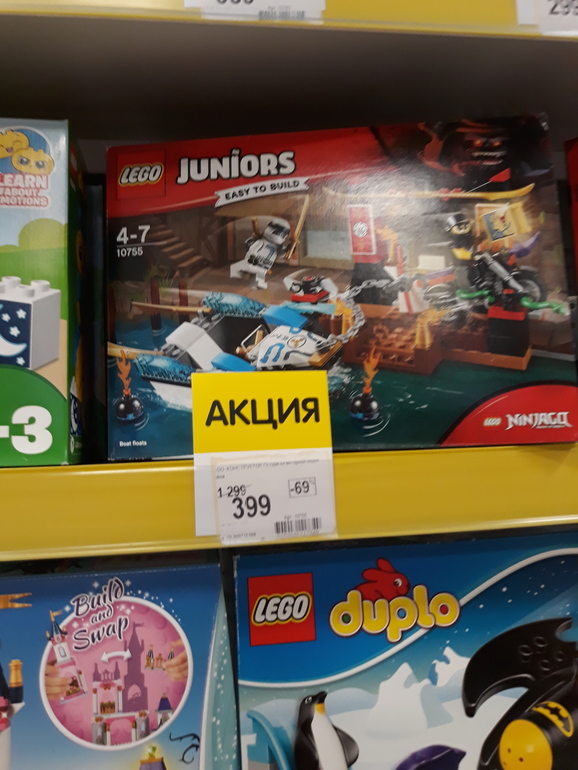 LEARN
ABOUT
EMOTIONS
-3
LEGO
JUNIORS
EASY TO BUILD
4-7
10755
Boat floats
LEGO NINJAGO
АКЦИЯ
1 299
-69
399
Build
and
Swap
LEGO duplo